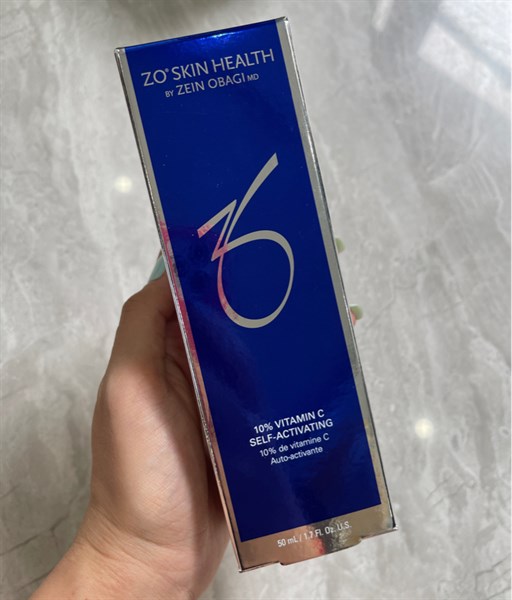 ZO® SKIN HEALTH
BY ZEIN OBAGI MD
10% VITAMIN C
SELF-ACTIVATING
10% de vitamine C
Auto-activante
50 mL / 1.7 Fl. Oz. U.S.